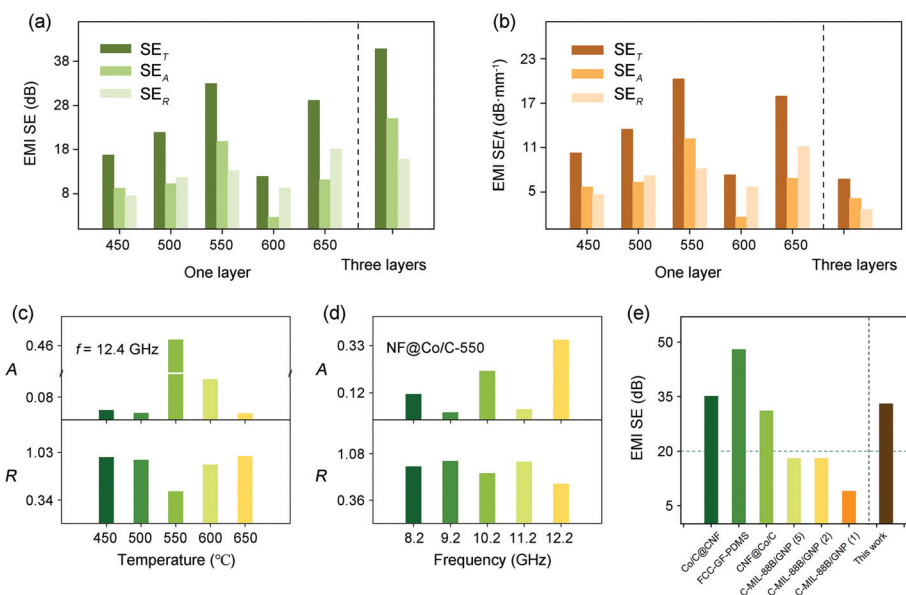 (a)
EMI SE (dB)
38
28
18
8
SE_T
SE_A
SE_R
450 500 550 600 650
One layer Three layers
(b)
EMI SE/t (dB·mm⁻¹)
23
17
11
5
SE_T
SE_A
SE_R
450 500 550 600 650
One layer Three layers
(c)
f = 12.4 GHz
A
0.46
0.08
R
1.03
0.34
450 500 550 600 650
Temperature (℃)
(d)
NF@Co/C-550
A
0.33
0.12
R
1.08
0.36
8.2 9.2 10.2 11.2 12.2
Frequency (GHz)
(e)
EMI SE (dB)
50
35
20
5
Co/C@CNF
FCC-GF-PDMS
CNF@Co/C
C-MIL-88B/GNP (5)
C-MIL-88B/GNP (2)
C-MIL-88B/GNP (1)
This work